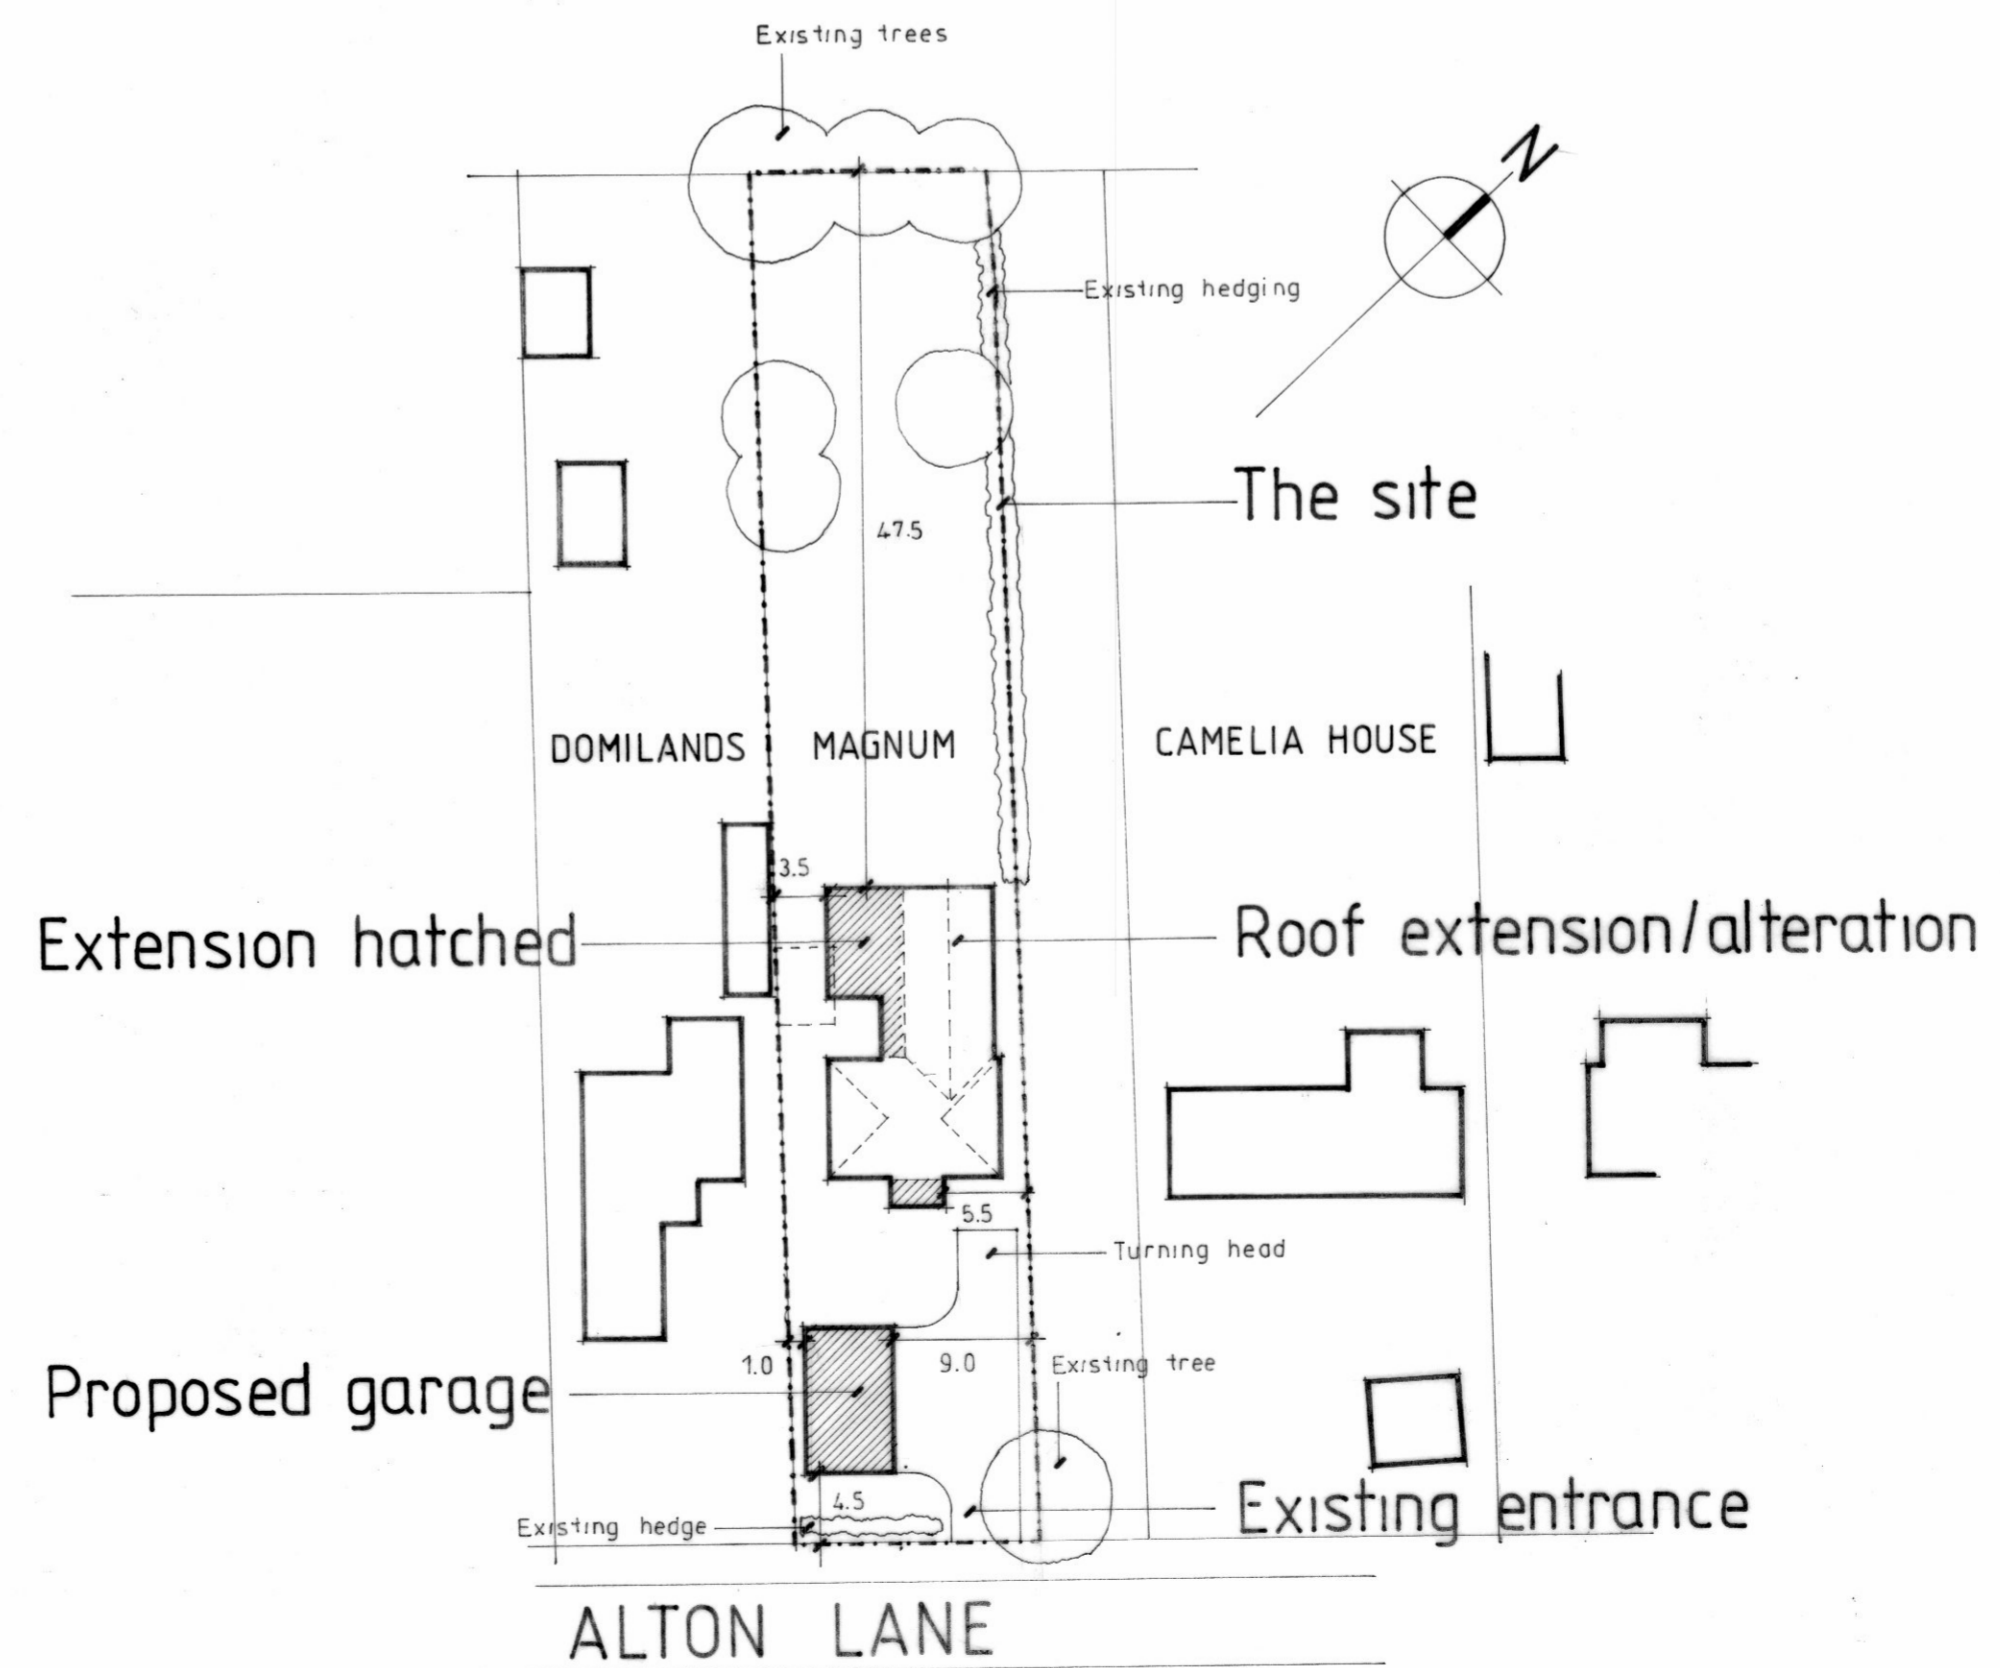 Existing trees
N
Existing hedging
The site
47.5
DOMILANDS
MAGNUM
CAMELIA HOUSE
3.5
Extension hatched
Roof extension/alteration
5.5
Turning head
1.0
9.0
Existing tree
Proposed garage
4.5
Existing hedge
Existing entrance
ALTON LANE